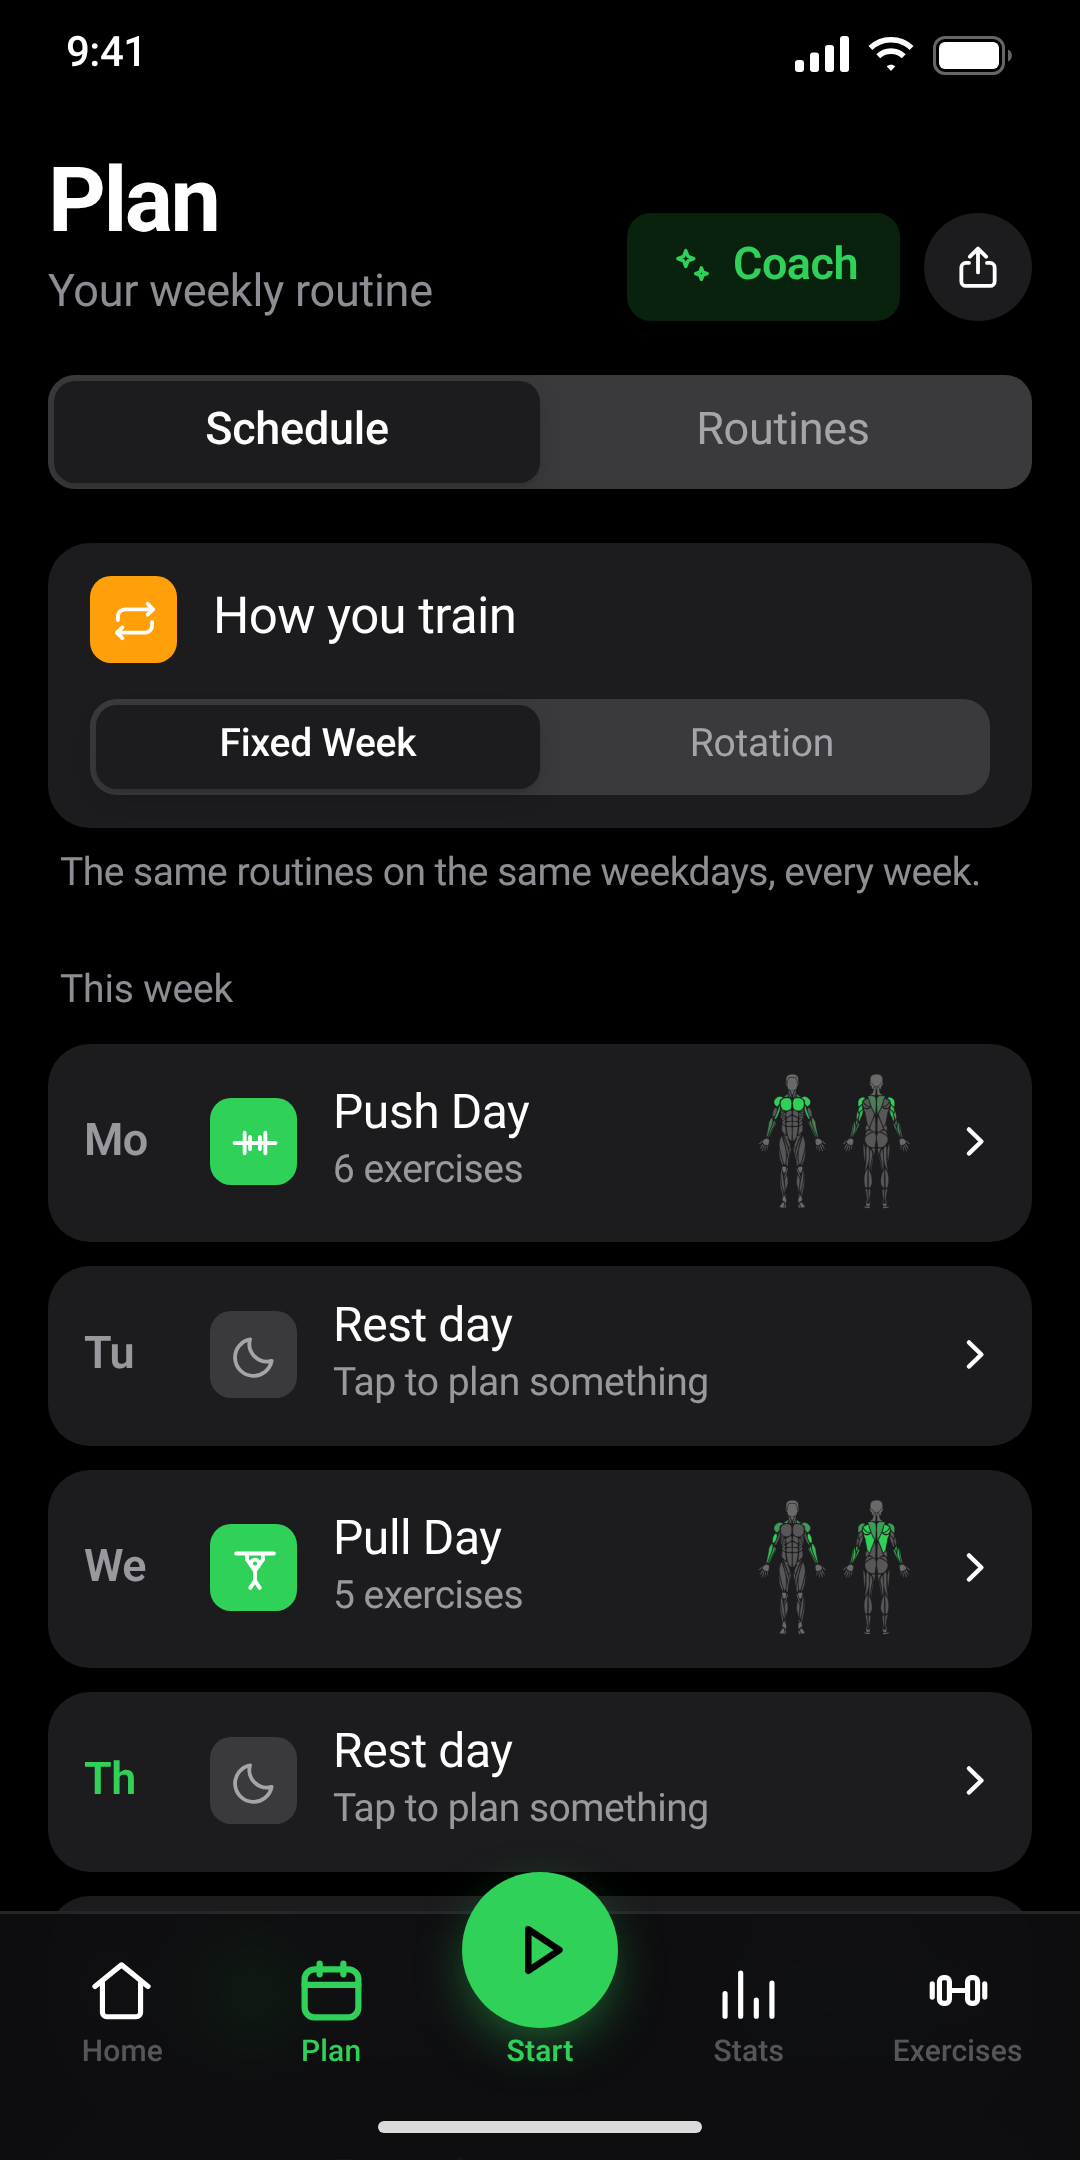 9:41
Plan
Your weekly routine
Coach
Schedule
Routines
How you train
Fixed Week
Rotation
The same routines on the same weekdays, every week.
This week
Mo
Push Day
6 exercises
Tu
Rest day
Tap to plan something
We
Pull Day
5 exercises
Th
Rest day
Tap to plan something
Home
Plan
Start
Stats
Exercises